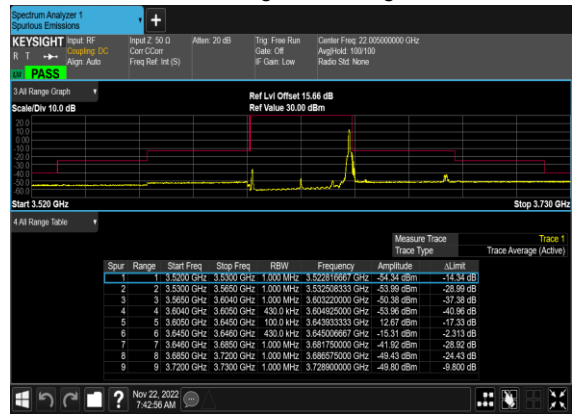 Spectrum Analyzer 1
Spurious Emissions
KEYSIGHT Input: RF Input Z: 50 Ω Atten: 20 dB Trig: Free Run Center Freq: 22.005000000 GHz
R T Coupling: DC Corr CCorr Gate: Off Avg|Hold: 100/100
Align: Auto Freq Ref: Int (S) IF Gain: Low Radio Std: None
PASS
3 All Range Graph
Ref Lvl Offset 15.66 dB
Scale/Div 10.0 dB Ref Value 30.00 dBm
20.0
10.0
0.00
-10.0
-20.0
-30.0
-40.0
-50.0
-60.0
Start 3.520 GHz Stop 3.730 GHz
4 All Range Table
Measure Trace Trace 1
Trace Type Trace Average (Active)
Spur Range Start Freq Stop Freq RBW Frequency Amplitude ΔLimit
1 1 3.5200 GHz 3.5300 GHz 1.000 MHz 3.522816667 GHz -54.34 dBm -14.34 dB
2 2 3.5300 GHz 3.5650 GHz 1.000 MHz 3.532508333 GHz -53.99 dBm -28.99 dB
3 3 3.5650 GHz 3.6040 GHz 1.000 MHz 3.603220000 GHz -50.38 dBm -37.38 dB
4 4 3.6040 GHz 3.6050 GHz 430.0 kHz 3.604925000 GHz -53.96 dBm -40.96 dB
5 5 3.6050 GHz 3.6450 GHz 100.0 kHz 3.643933333 GHz 12.67 dBm -17.33 dB
6 6 3.6450 GHz 3.6460 GHz 430.0 kHz 3.645006667 GHz -15.31 dBm -2.313 dB
7 7 3.6460 GHz 3.6850 GHz 1.000 MHz 3.681750000 GHz -41.92 dBm -28.92 dB
8 8 3.6850 GHz 3.7200 GHz 1.000 MHz 3.686575000 GHz -49.43 dBm -24.43 dB
9 9 3.7200 GHz 3.7300 GHz 1.000 MHz 3.728900000 GHz -49.80 dBm -9.800 dB
Nov 22, 2022
7:42:56 AM